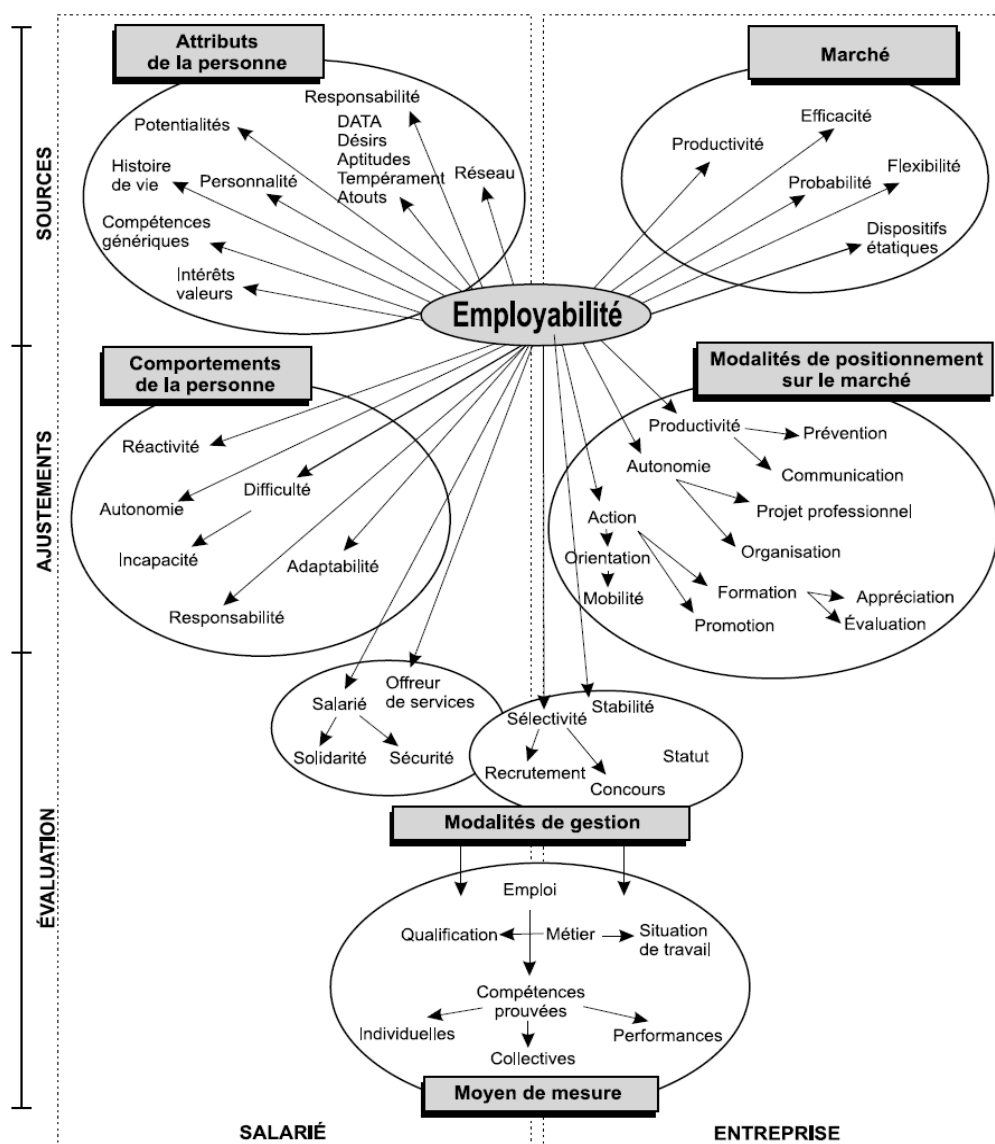 SOURCES
Attributs
de la personne
Responsabilité
Potentialités
DATA
Désirs
Aptitudes
Tempérament
Atouts
Histoire
de vie
Personnalité
Réseau
Compétences
génériques
Intérêts
valeurs
Marché
Efficacité
Productivité
Flexibilité
Probabilité
Dispositifs
étatiques
Employabilité
AJUSTEMENTS
Comportements
de la personne
Réactivité
Difficulté
Autonomie
Incapacité
Adaptabilité
Responsabilité
Modalités de positionnement
sur le marché
Productivité
Prévention
Autonomie
Communication
Projet professionnel
Action
Organisation
Orientation
Mobilité
Formation
Appréciation
Promotion
Évaluation
ÉVALUATION
Offreur
de services
Salarié
Solidarité
Sécurité
Stabilité
Sélectivité
Statut
Recrutement
Concours
Modalités de gestion
Emploi
Qualification
Métier
Situation
de travail
Compétences
prouvées
Individuelles
Performances
Collectives
Moyen de mesure
SALARIÉ
ENTREPRISE